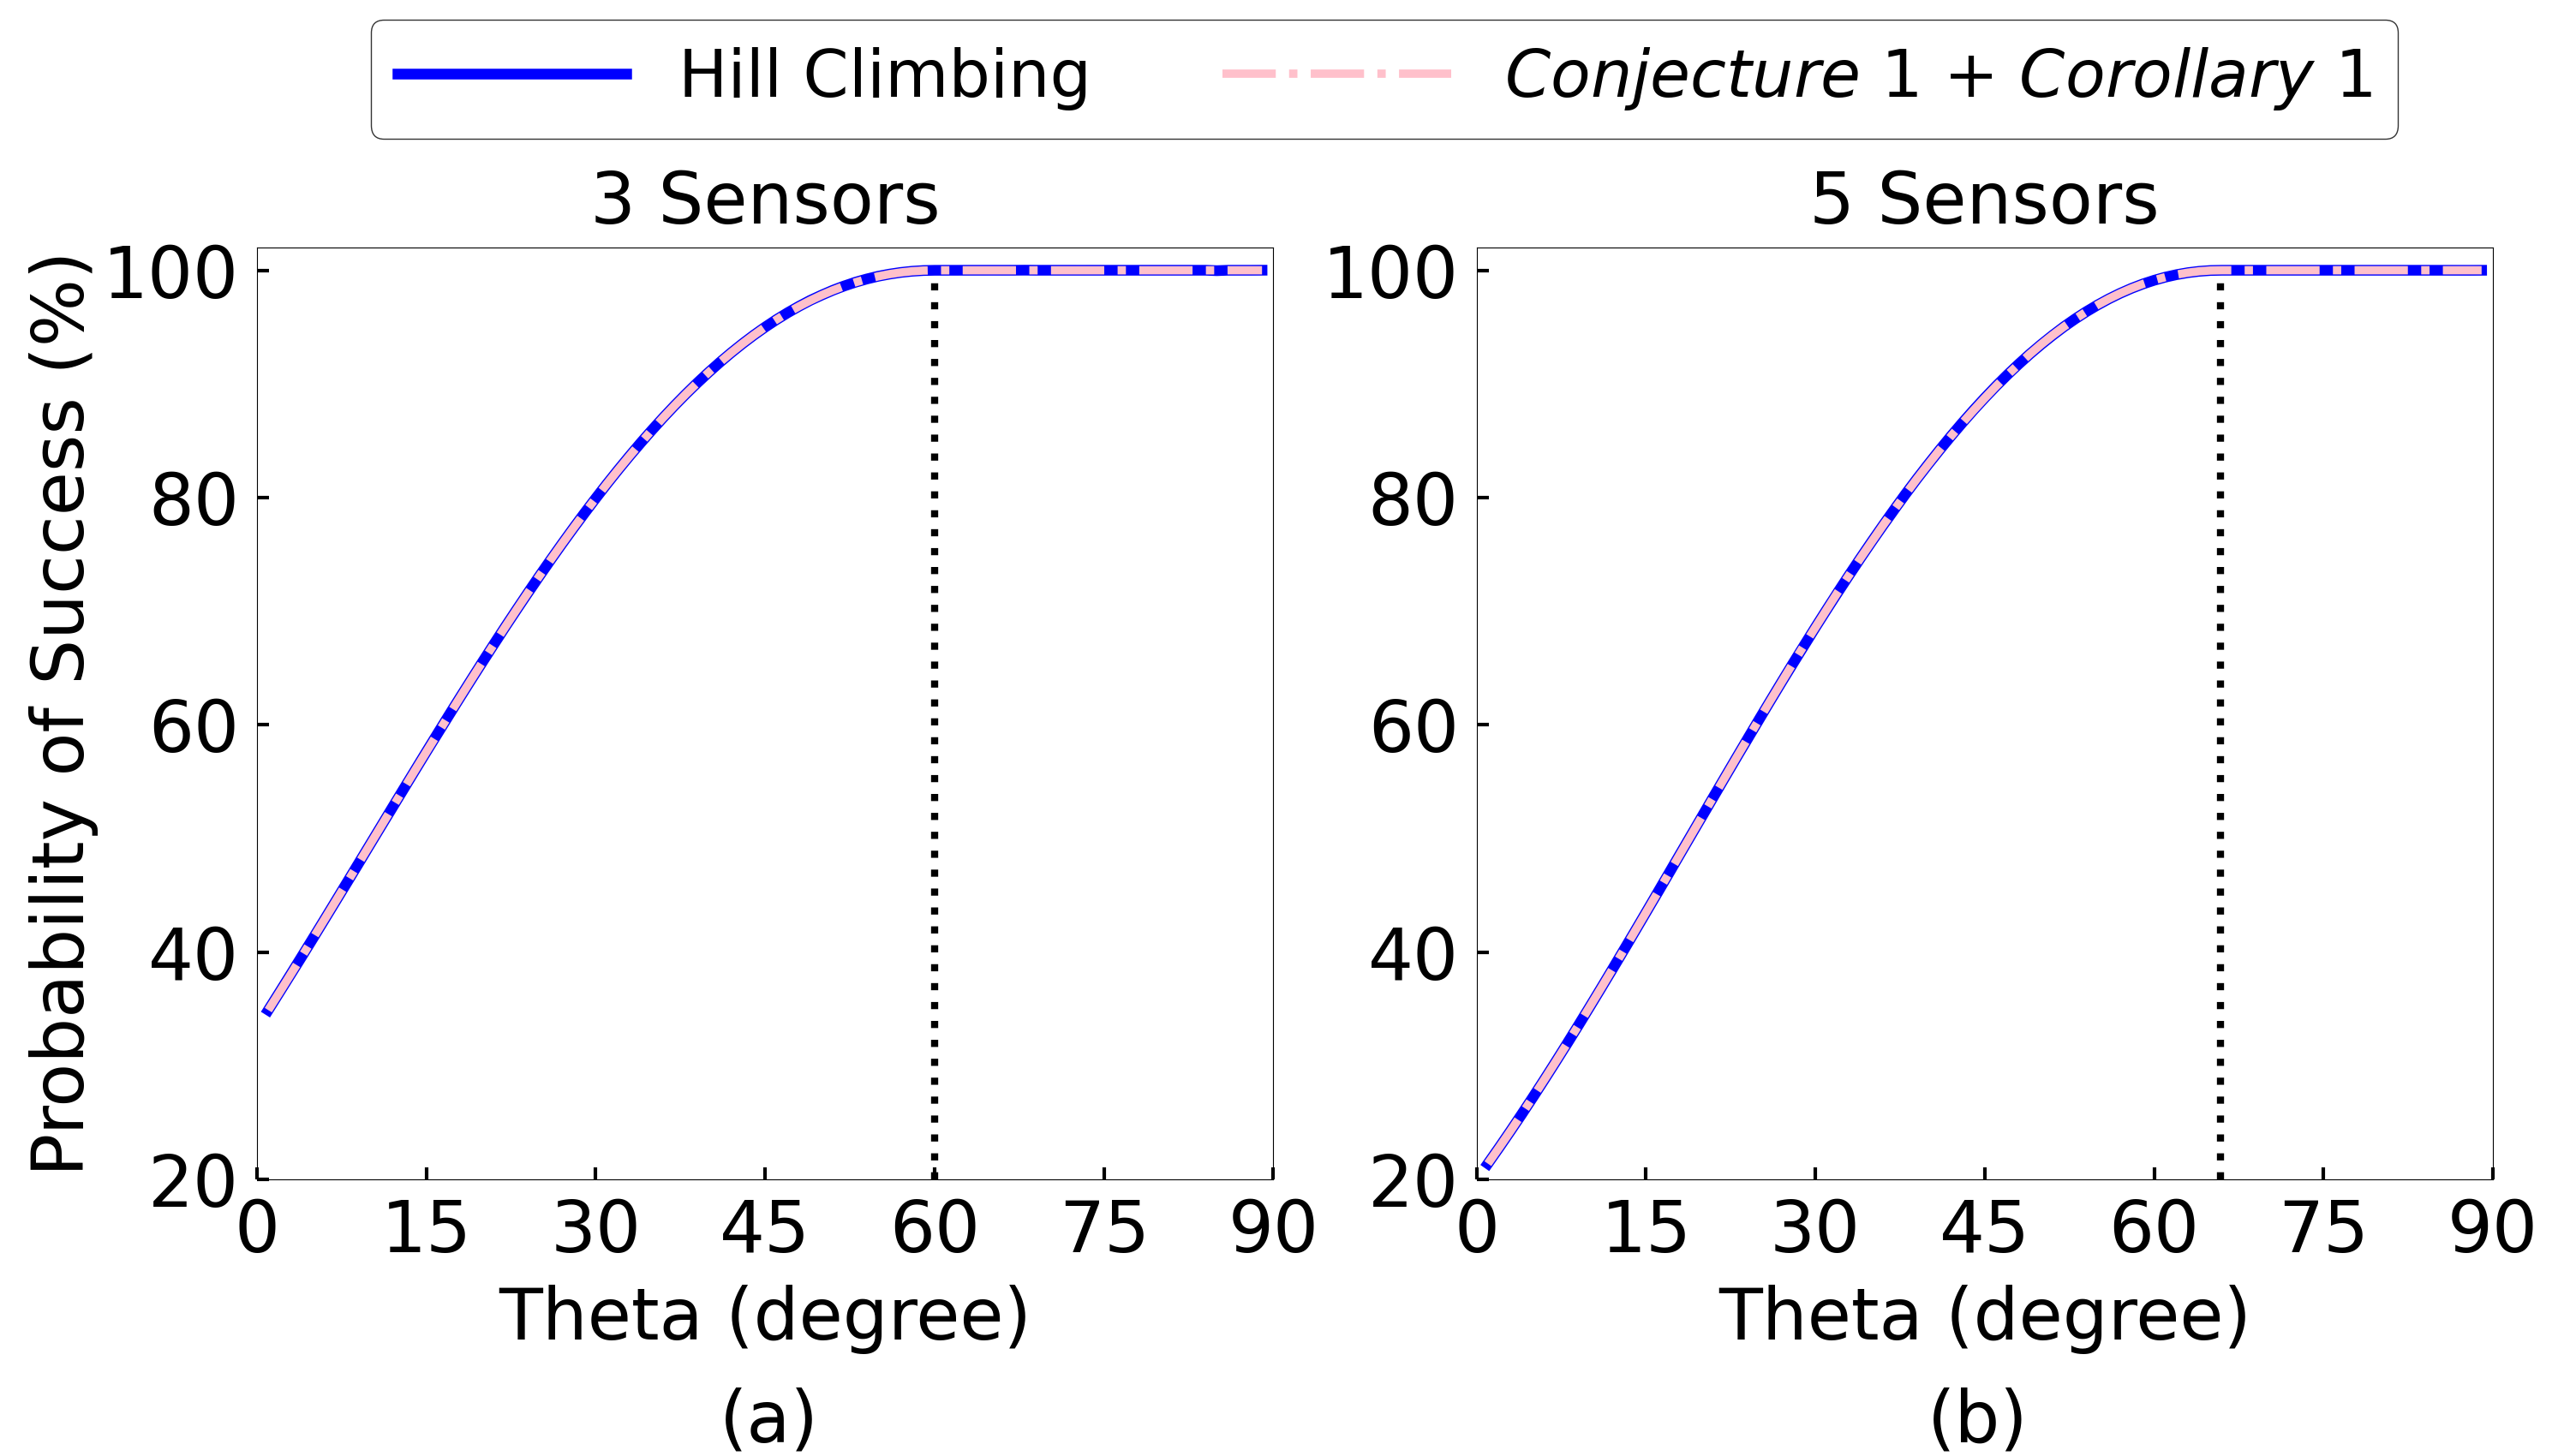 Hill Climbing
Conjecture 1 + Corollary 1
3 Sensors
5 Sensors
Probability of Success (%)
100
80
60
40
20
0 15 30 45 60 75 90
Theta (degree)
(a)
100
80
60
40
20
0 15 30 45 60 75 90
Theta (degree)
(b)